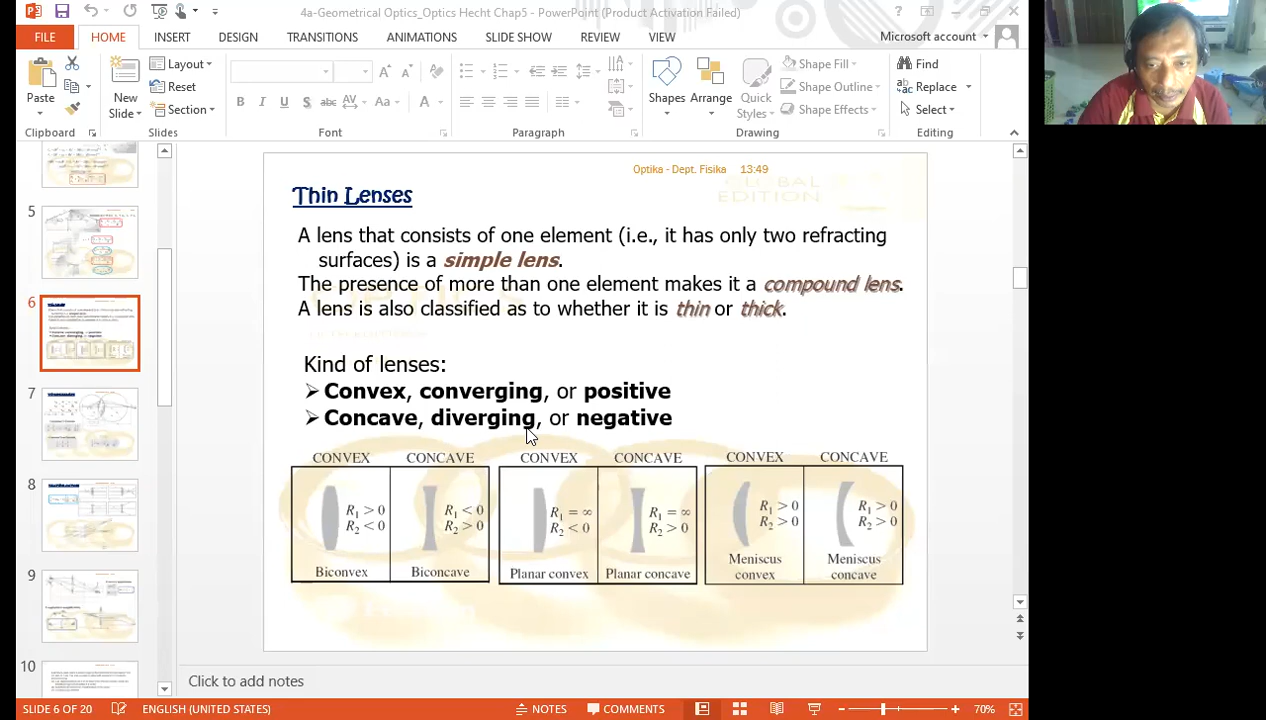 4a-Geometrical Optics_Optics Hecht Chap5 - PowerPoint (Product Activation Failed)
FILE HOME INSERT DESIGN TRANSITIONS ANIMATIONS SLIDE SHOW REVIEW VIEW Microsoft account
Layout
Reset
Section
Paste
New
Slide
Shapes
Arrange
Quick
Styles
Shape Fill
Shape Outline
Shape Effects
Find
Replace
Select
B I U S abc AV Aa A
Clipboard Slides Font Paragraph Drawing Editing
5
6
7
8
9
10
Optika - Dept. Fisika 13:49
GLOBAL
EDITION
Thin Lenses
A lens that consists of one element (i.e., it has only two refracting
surfaces) is a simple lens.
The presence of more than one element makes it a compound lens.
A lens is also classified as to whether it is thin or thick.
Kind of lenses:
➢ Convex, converging, or positive
➢ Concave, diverging, or negative
CONVEX CONCAVE CONVEX CONCAVE CONVEX CONCAVE
R₁ > 0 R₁ < 0 R₁ = ∞ R₁ = ∞ R₁ > 0 R₁ > 0
R₂ < 0 R₂ > 0 R₂ < 0 R₂ > 0 R₂ > 0 R₂ > 0
Biconvex Biconcave Planar convex Planar concave Meniscus convex Meniscus concave
Click to add notes
SLIDE 6 OF 20 ENGLISH (UNITED STATES) NOTES COMMENTS 70%